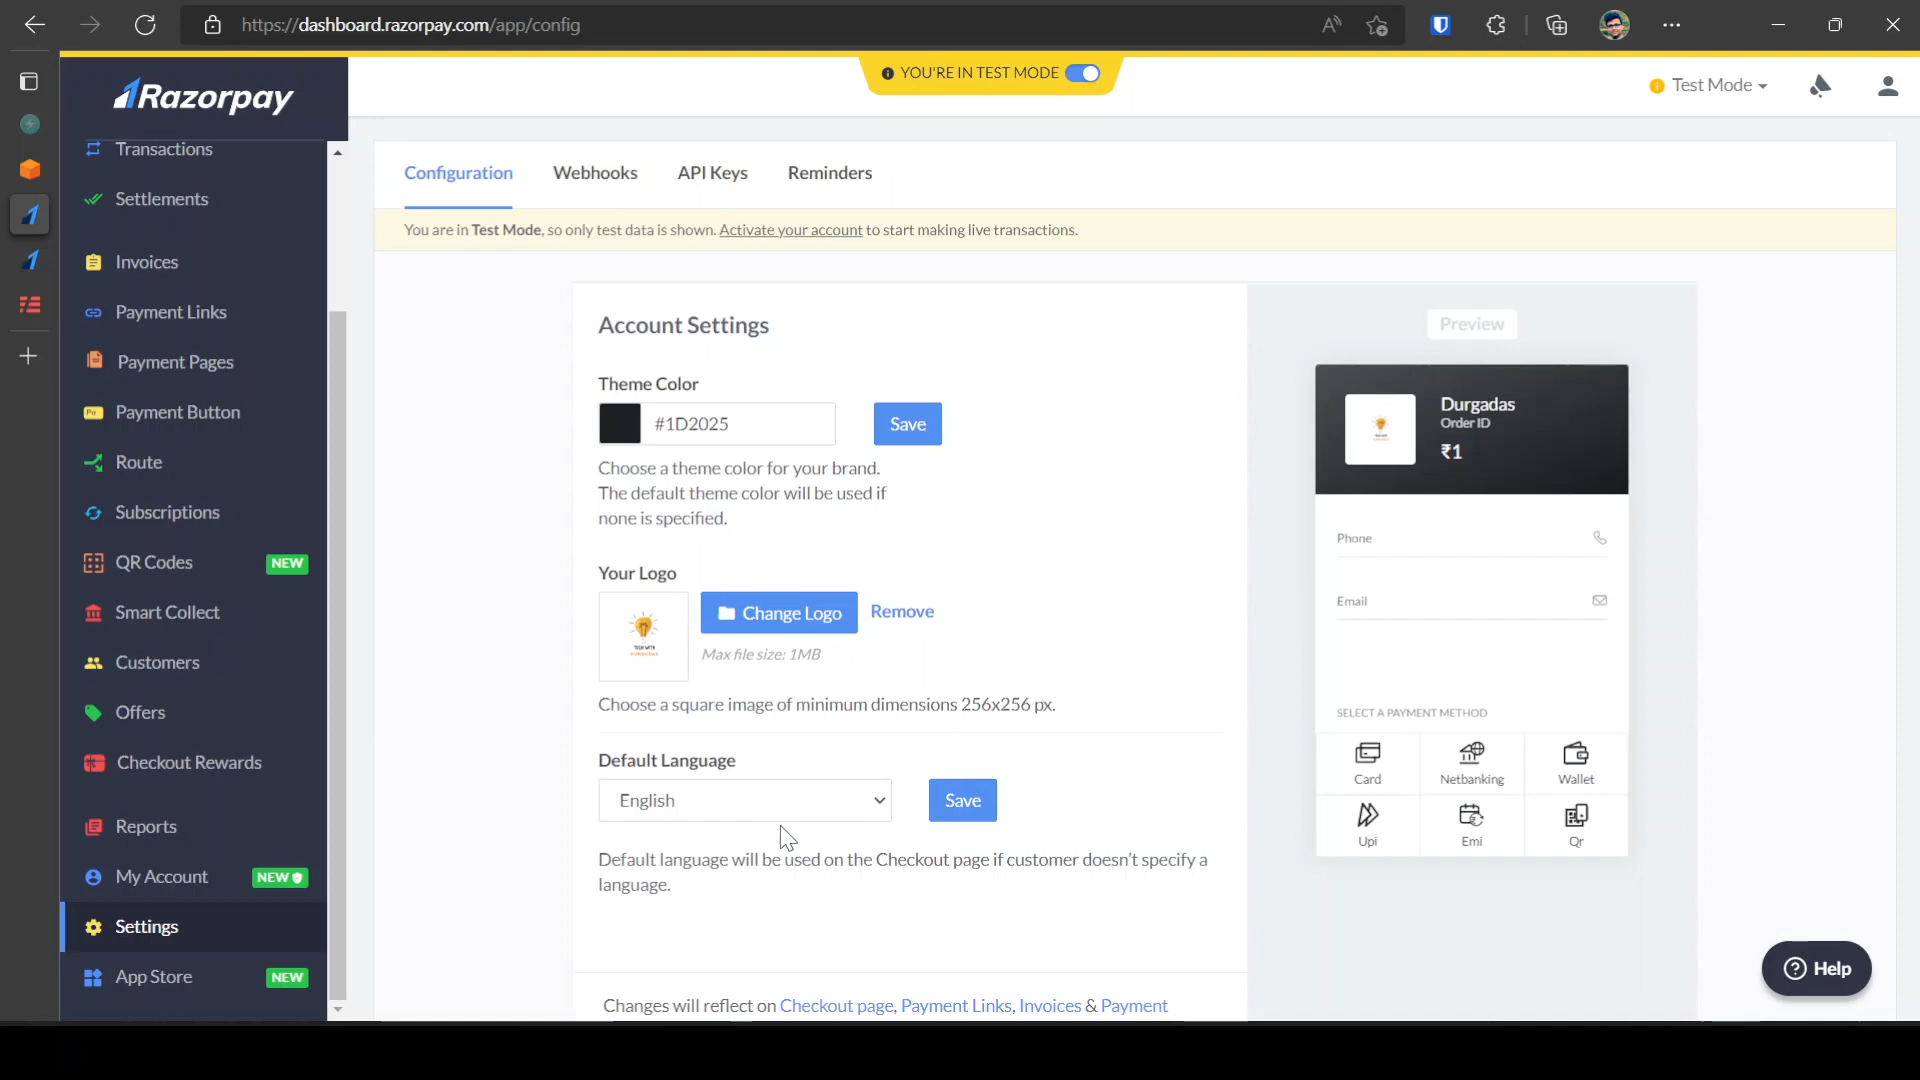 https://dashboard.razorpay.com/app/config
YOU'RE IN TEST MODE
Razorpay
Test Mode
Transactions
Settlements
Invoices
Payment Links
Payment Pages
Payment Button
Route
Subscriptions
QR Codes NEW
Smart Collect
Customers
Offers
Checkout Rewards
Reports
My Account NEW
Settings
App Store NEW
Configuration Webhooks API Keys Reminders
You are in Test Mode, so only test data is shown. Activate your account to start making live transactions.
Account Settings
Theme Color
#1D2025 Save
Choose a theme color for your brand.
The default theme color will be used if
none is specified.
Your Logo
Change Logo Remove
Max file size: 1MB
Choose a square image of minimum dimensions 256x256 px.
Default Language
English Save
Default language will be used on the Checkout page if customer doesn't specify a
language.
Changes will reflect on Checkout page, Payment Links, Invoices & Payment
Preview
Durgadas
Order ID
₹1
Phone
Email
SELECT A PAYMENT METHOD
Card Netbanking Wallet
Upi Emi Qr
Help